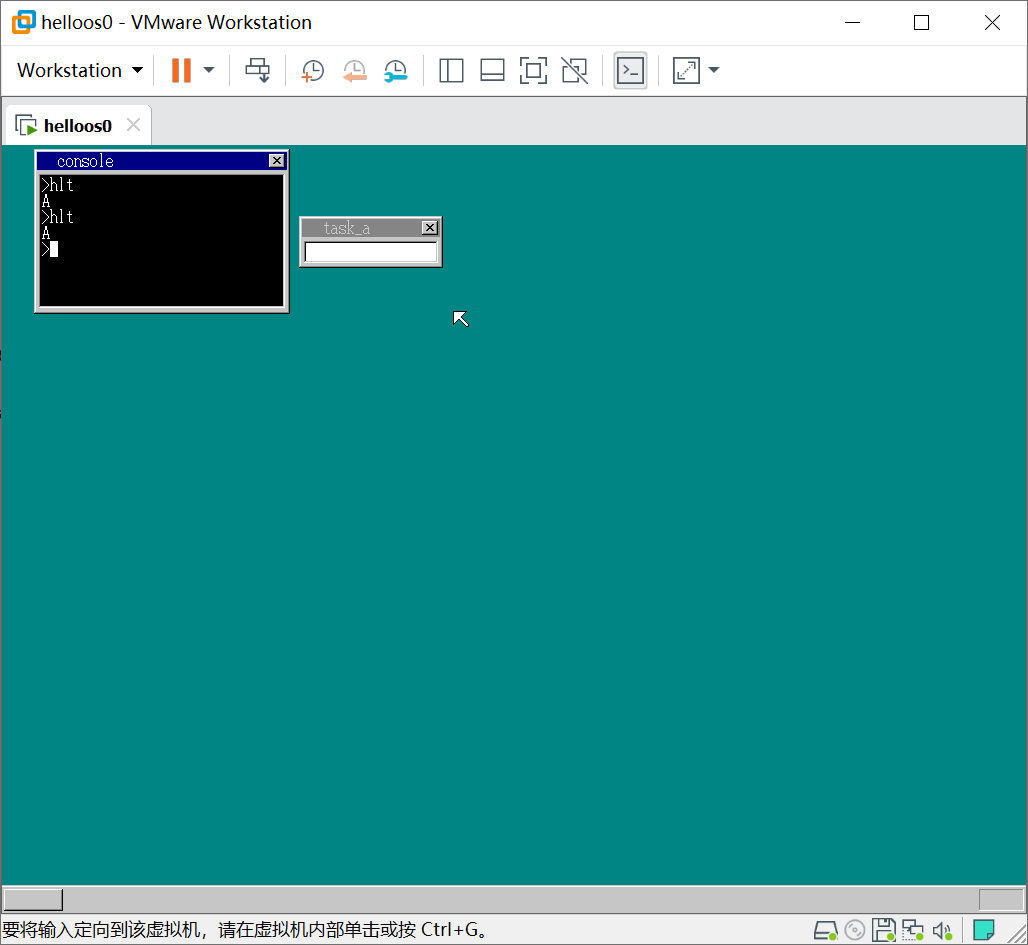 helloos0 - VMware Workstation
Workstation
helloos0
console
>hlt
A
>hlt
A
>
task_a
要将输入定向到该虚拟机，请在虚拟机内部单击或按 Ctrl+G。